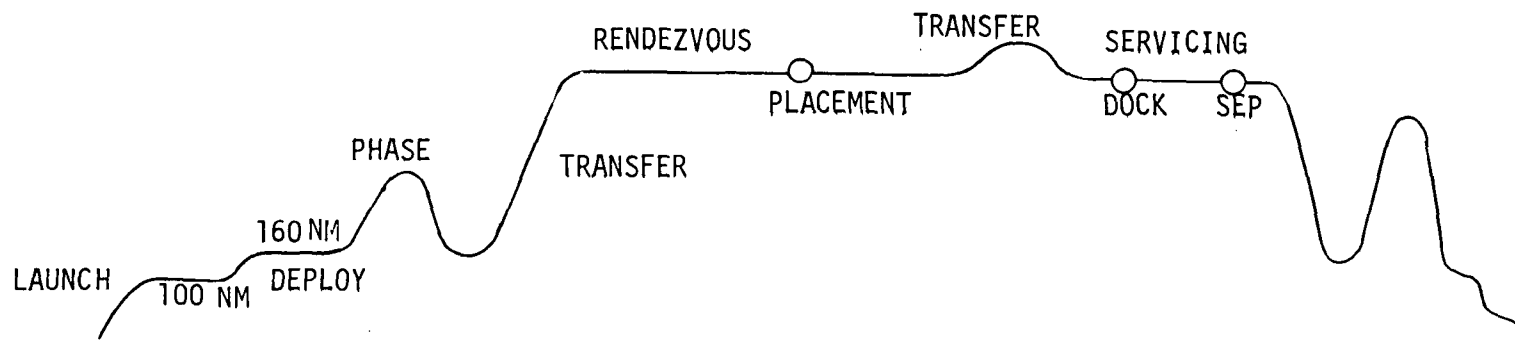 LAUNCH
100 NM
160 NM
DEPLOY
PHASE
TRANSFER
RENDEZVOUS
PLACEMENT
TRANSFER
SERVICING
DOCK
SEP